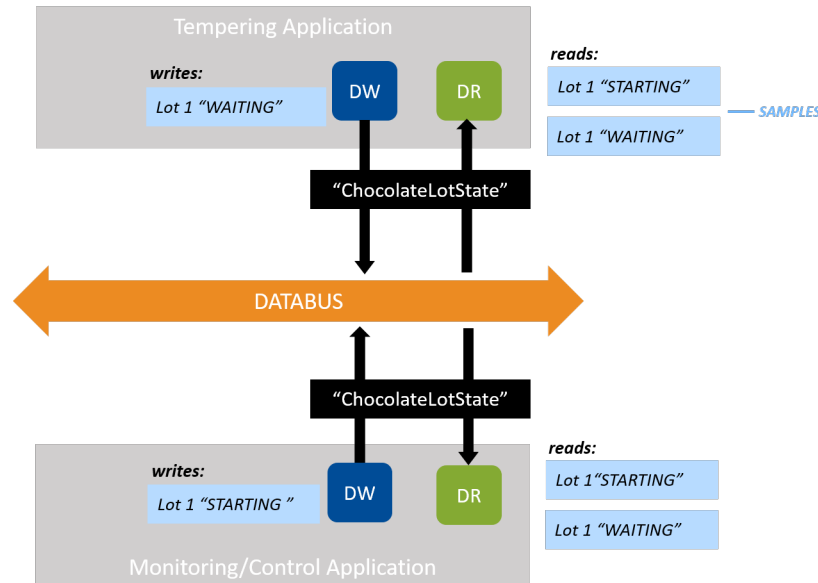 Tempering Application
writes:
DW
DR
reads:
Lot 1 “WAITING”
Lot 1 “STARTING”
SAMPLES
Lot 1 “WAITING”
“ChocolateLotState”
DATABUS
“ChocolateLotState”
writes:
DW
DR
reads:
Lot 1 “STARTING ”
Lot 1“STARTING”
Lot 1 “WAITING”
Monitoring/Control Application